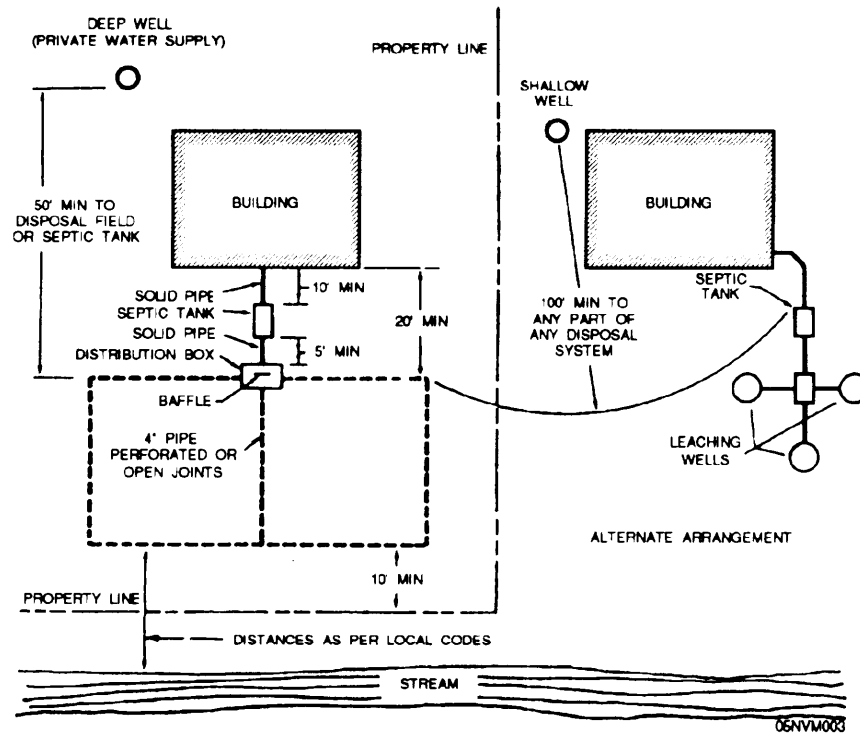 DEEP WELL
(PRIVATE WATER SUPPLY)
PROPERTY LINE
SHALLOW
WELL
50' MIN TO
DISPOSAL FIELD
OR SEPTIC TANK
BUILDING
BUILDING
SOLID PIPE
SEPTIC TANK
SOLID PIPE
DISTRIBUTION BOX
BAFFLE
10' MIN
5' MIN
20' MIN
100' MIN TO
ANY PART OF
ANY DISPOSAL
SYSTEM
SEPTIC
TANK
4" PIPE
PERFORATED OR
OPEN JOINTS
LEACHING
WELLS
ALTERNATE ARRANGEMENT
10' MIN
PROPERTY LINE
DISTANCES AS PER LOCAL CODES
STREAM
05NVM003